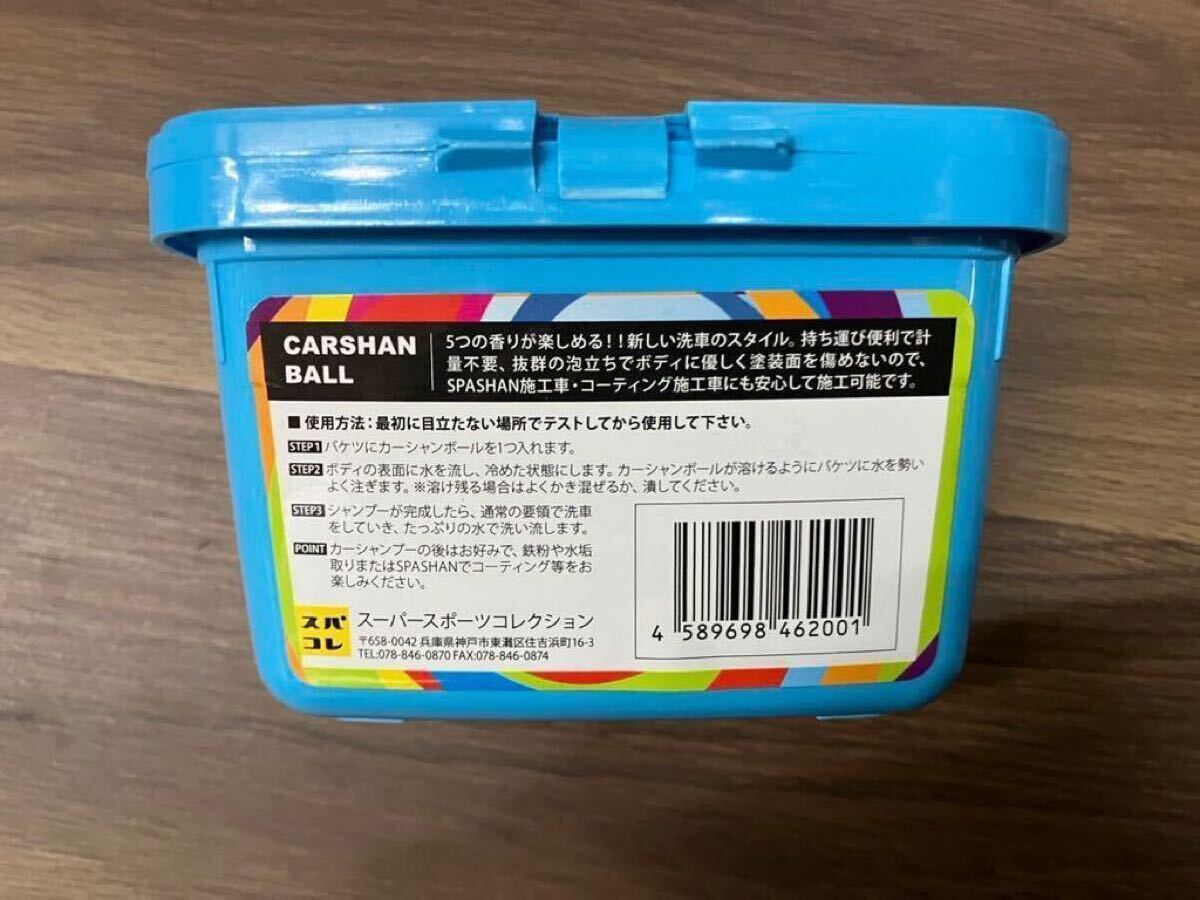 CARSHAN
BALL
5つの香りが楽しめる!!新しい洗車のスタイル。持ち運び便利で計
量不要、抜群の泡立ちでボディに優しく塗装面を傷めないので、
SPASHAN施工車・コーティング施工車にも安心して施工可能です。
■ 使用方法:最初に目立たない場所でテストしてから使用して下さい。
STEP1 バケツにカーシャンボールを1つ入れます。
STEP2 ボディの表面に水を流し、冷めた状態にします。カーシャンボールが溶けるようにバケツに水を勢い
よく注ぎます。※溶け残る場合はよくかき混ぜるか、潰してください。
STEP3 シャンプーが完成したら、通常の要領で洗車
をしていき、たっぷりの水で洗い流します。
POINT カーシャンプーの後はお好みで、鉄粉や水垢
取りまたはSPASHANでコーティング等をお
楽しみください。
スパ
コレ
スーパースポーツコレクション
〒658-0042 兵庫県神戸市東灘区住吉浜町16-3
TEL:078-846-0870 FAX:078-846-0874
4 589698 462001